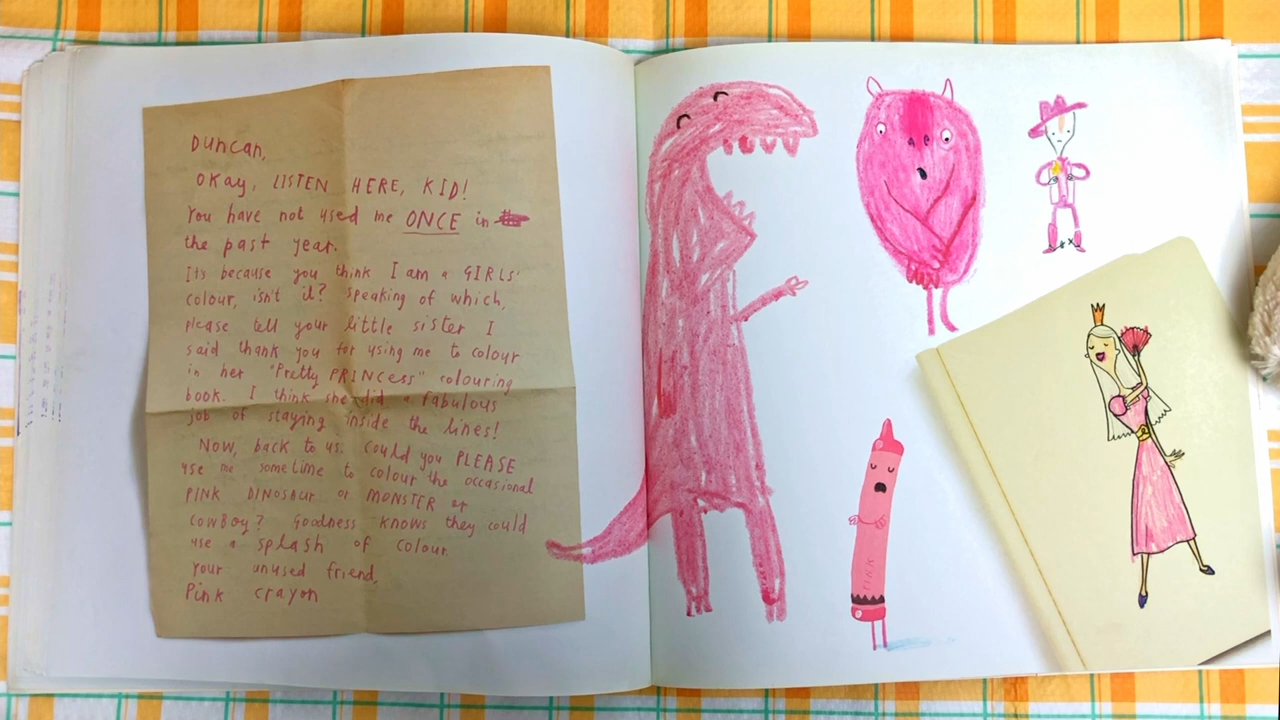 Duncan,
Okay, LISTEN HERE, KID!
You have not used me ONCE in
the past year.
It's because you think I am a GIRLS'
colour, isn't it? Speaking of which,
please tell your little sister I
said thank you for using me to colour
in her "Pretty PRINCESS" colouring
book. I think she did a fabulous
job of staying inside the lines!
Now, back to us. Could you PLEASE
use me sometime to colour the occasional
PINK DINOSAUR or MONSTER or
COWBOY? Goodness knows they could
use a splash of colour.
Your unused friend,
Pink crayon
PINK